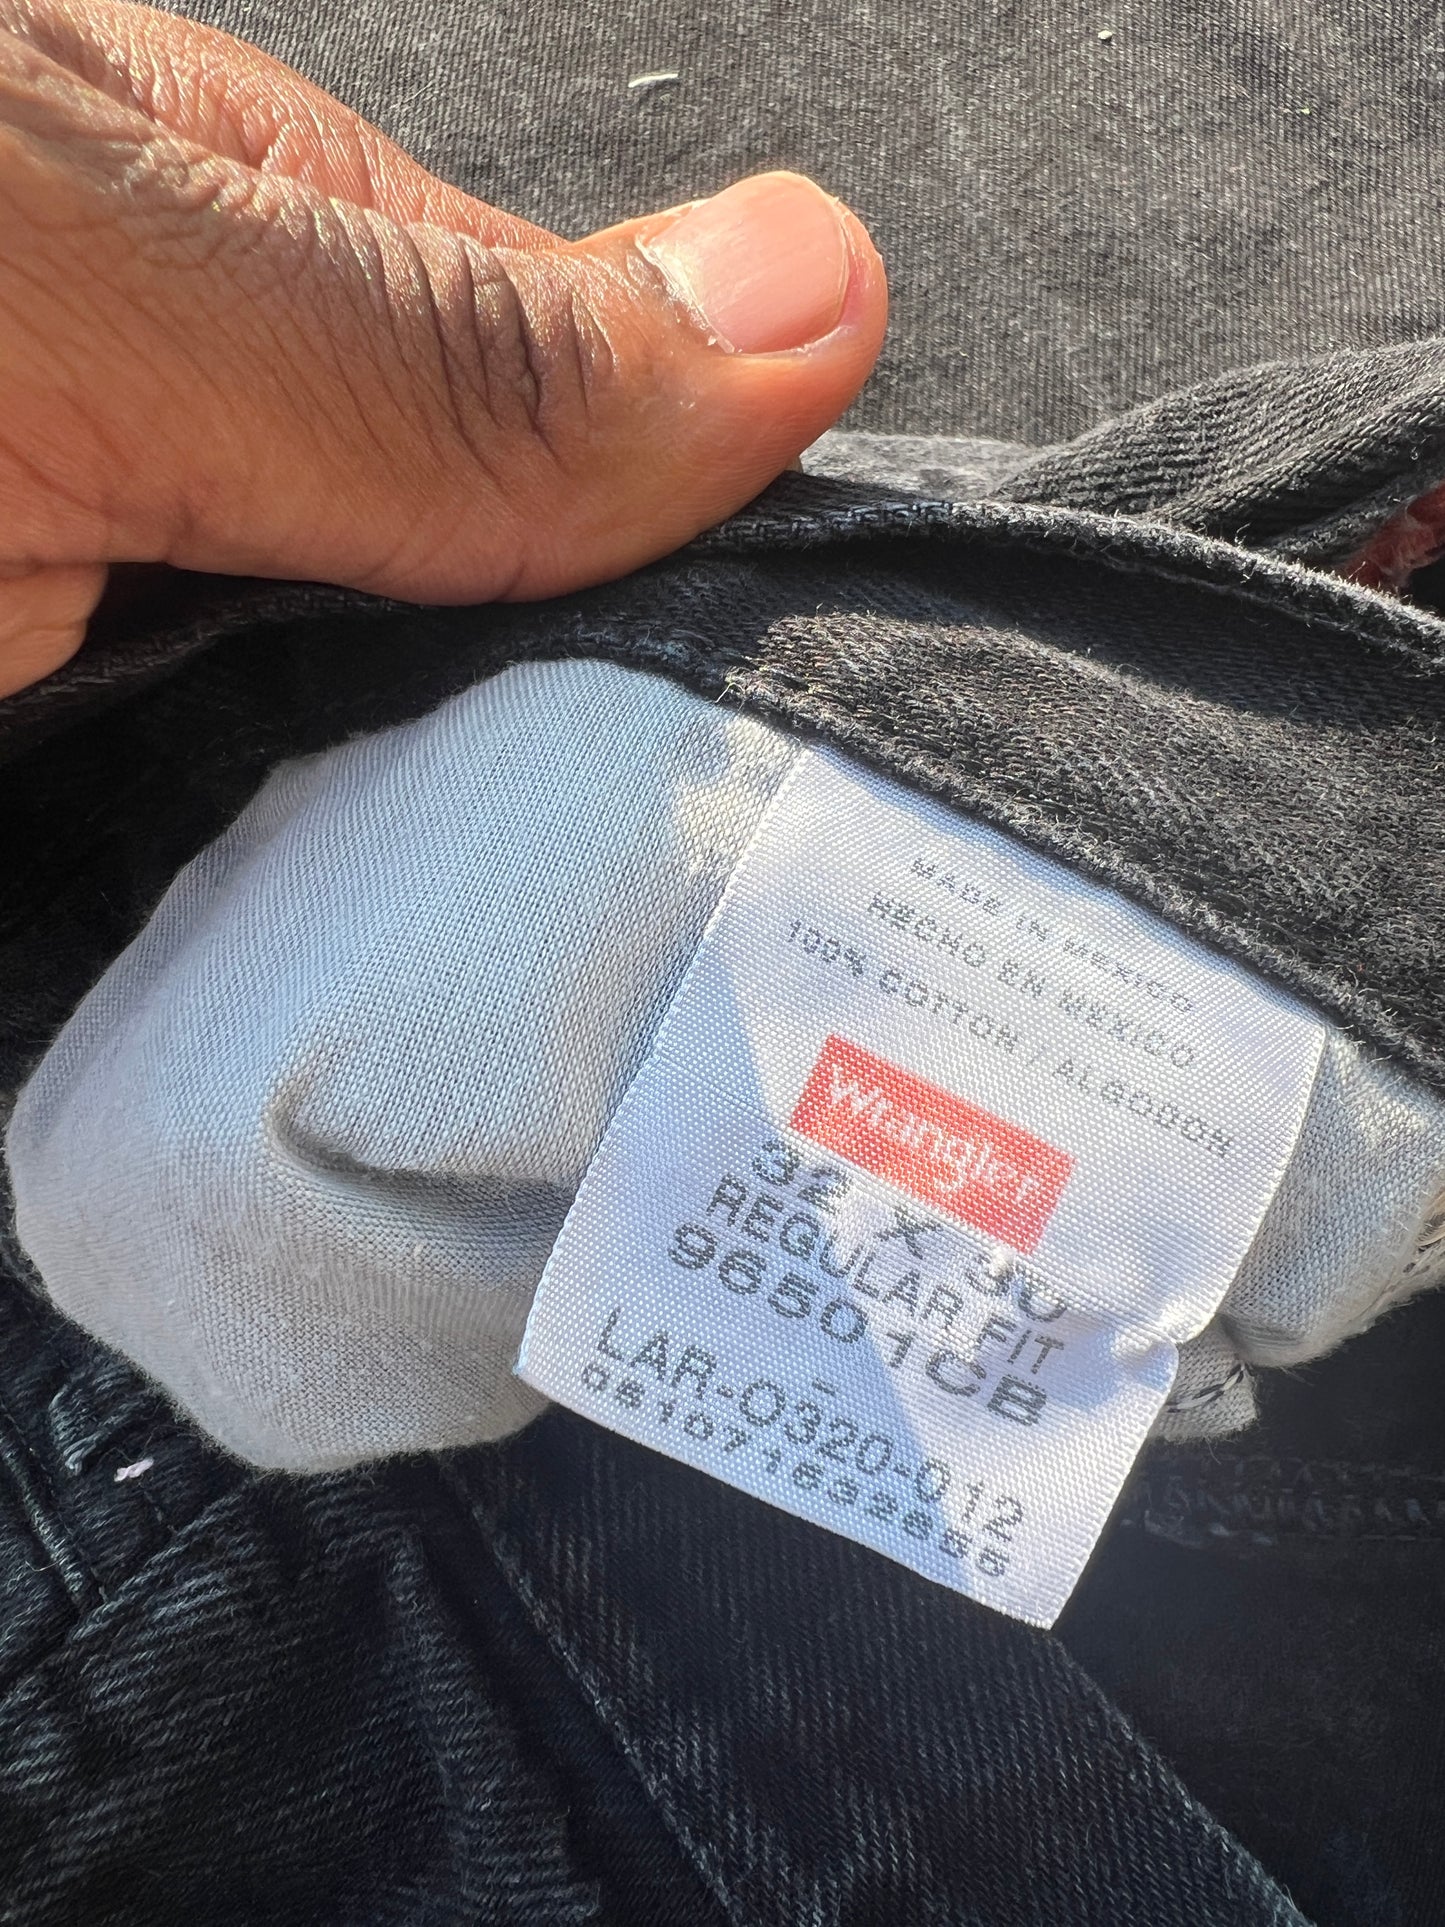 MADE IN MEXICO
HECHO EN MEXICO
100% COTTON / ALGODON
Wrangler
32 X 30
REGULAR FIT
96501CB
-
LAR-0320-012